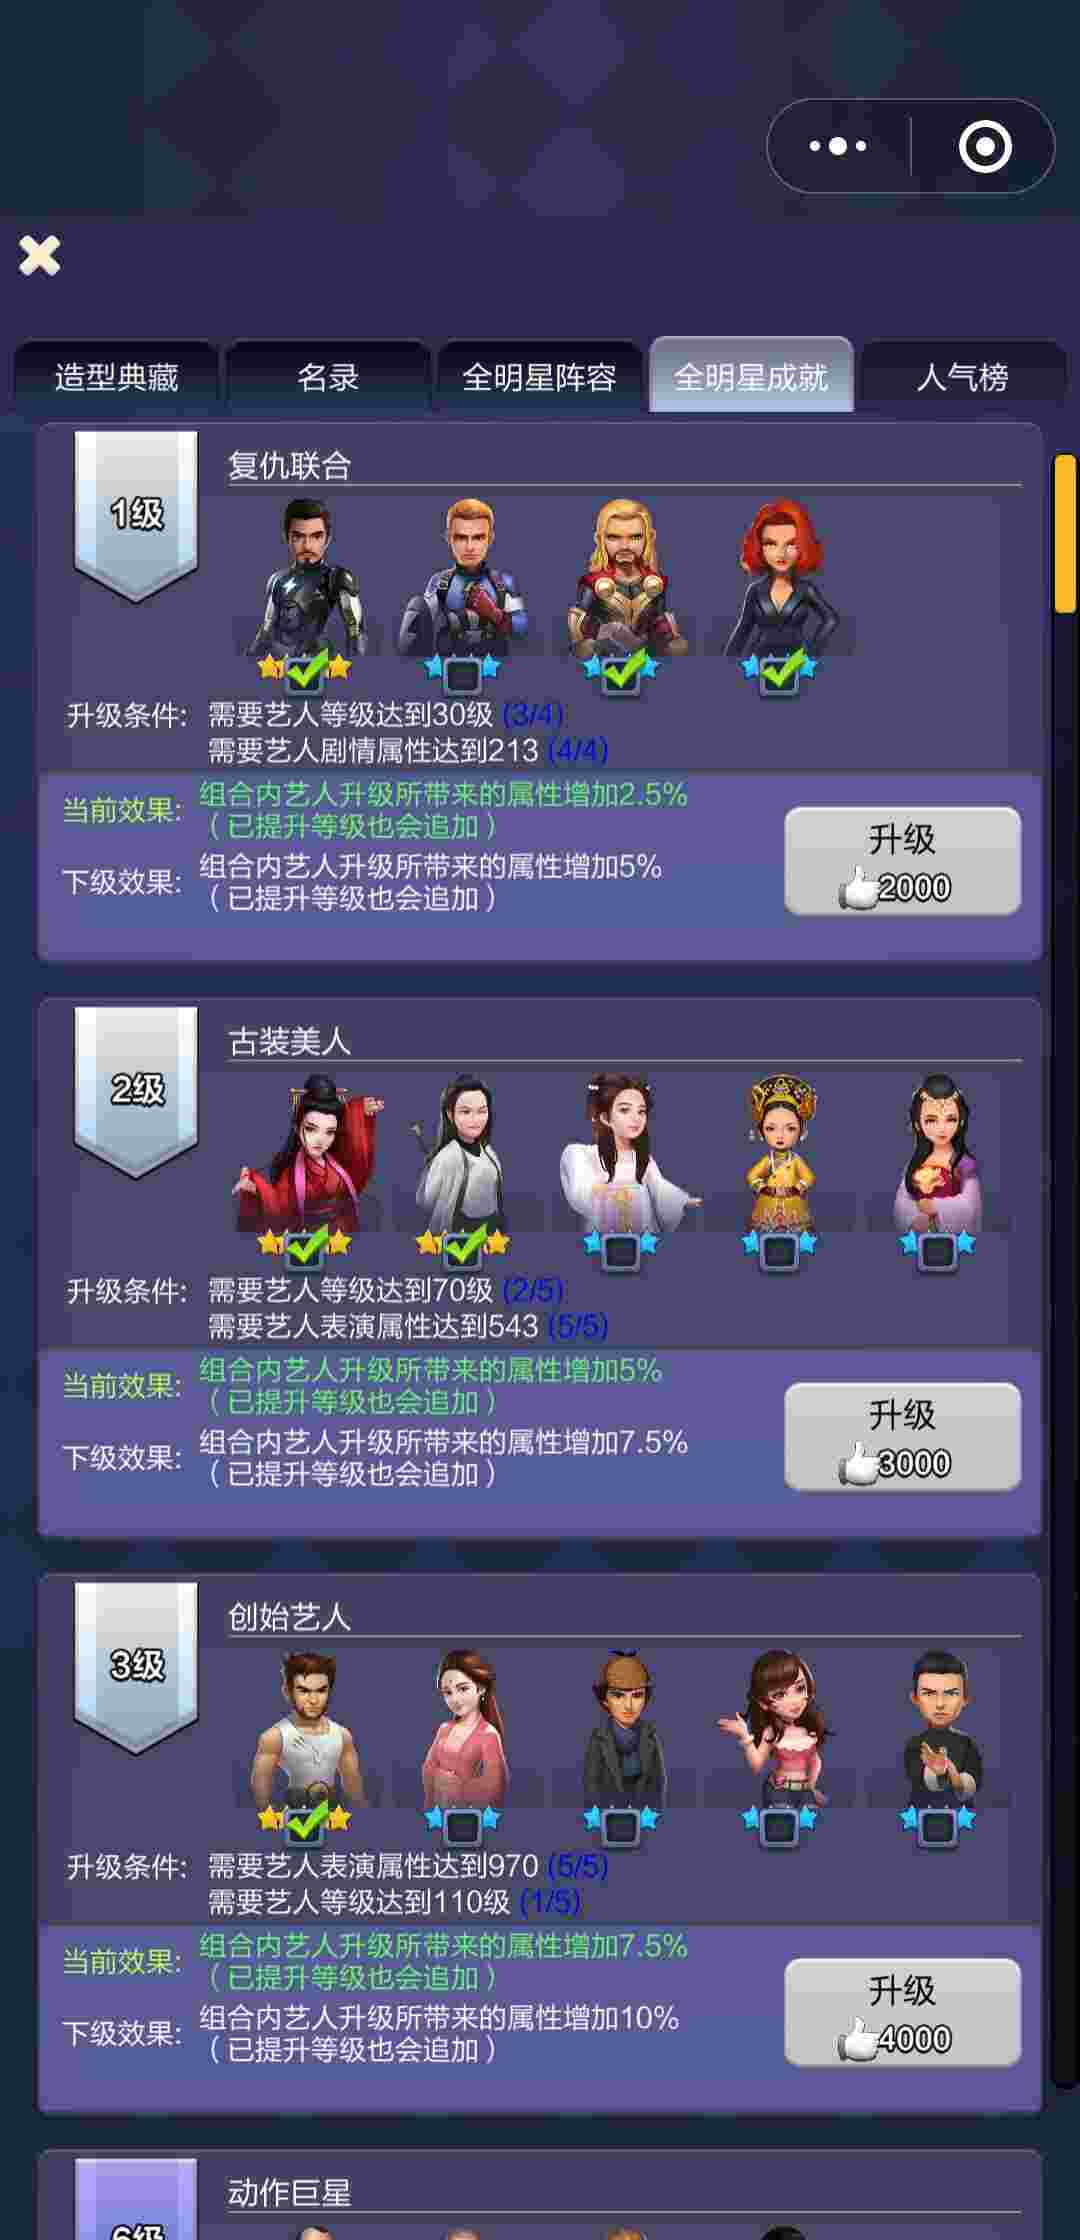 造型典藏 名录 全明星阵容 全明星成就 人气榜
1级
复仇联合
升级条件: 需要艺人等级达到30级 (3/4)
需要艺人剧情属性达到213 (4/4)
当前效果: 组合内艺人升级所带来的属性增加2.5%
（已提升等级也会追加）
下级效果: 组合内艺人升级所带来的属性增加5%
（已提升等级也会追加）
升级
2000
2级
古装美人
升级条件: 需要艺人等级达到70级 (2/5)
需要艺人表演属性达到543 (5/5)
当前效果: 组合内艺人升级所带来的属性增加5%
（已提升等级也会追加）
下级效果: 组合内艺人升级所带来的属性增加7.5%
（已提升等级也会追加）
升级
3000
3级
创始艺人
升级条件: 需要艺人表演属性达到970 (5/5)
需要艺人等级达到110级 (1/5)
当前效果: 组合内艺人升级所带来的属性增加7.5%
（已提升等级也会追加）
下级效果: 组合内艺人升级所带来的属性增加10%
（已提升等级也会追加）
升级
4000
动作巨星
6级